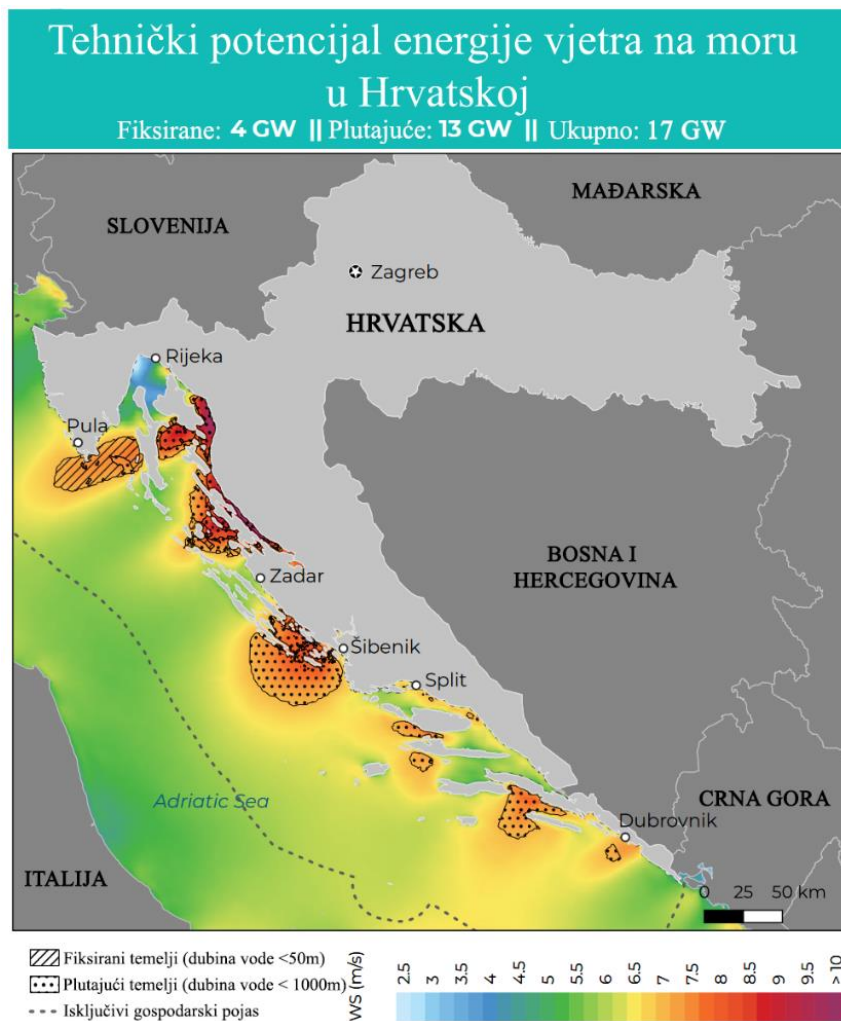 Tehnički potencijal energije vjetra na moru
u Hrvatskoj
Fiksirane: 4 GW || Plutajuće: 13 GW || Ukupno: 17 GW
MAĐARSKA
SLOVENIJA
Zagreb
HRVATSKA
Rijeka
Pula
BOSNA I
HERCEGOVINA
Zadar
Šibenik
Split
Adriatic Sea
CRNA GORA
Dubrovnik
ITALIJA
0 25 50 km
Fiksirani temelji (dubina vode <50m)
Plutajući temelji (dubina vode < 1000m)
Isključivi gospodarski pojas
WS (m/s)
2.5 3 3.5 4 4.5 5 5.5 6 6.5 7 7.5 8 8.5 9 9.5 >10